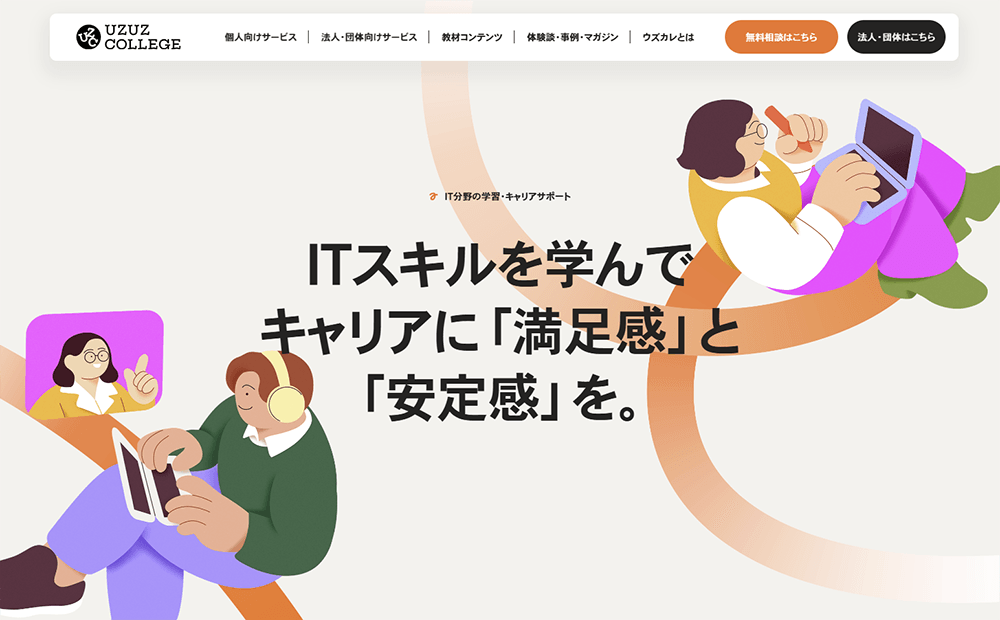 UZUZ
COLLEGE
UZC
個人向けサービス
法人・団体向けサービス
教材コンテンツ
体験談・事例・マガジン
ウズカレとは
無料相談はこちら
法人・団体はこちら
IT分野の学習・キャリアサポート
ITスキルを学んで
キャリアに「満足感」と
「安定感」を。